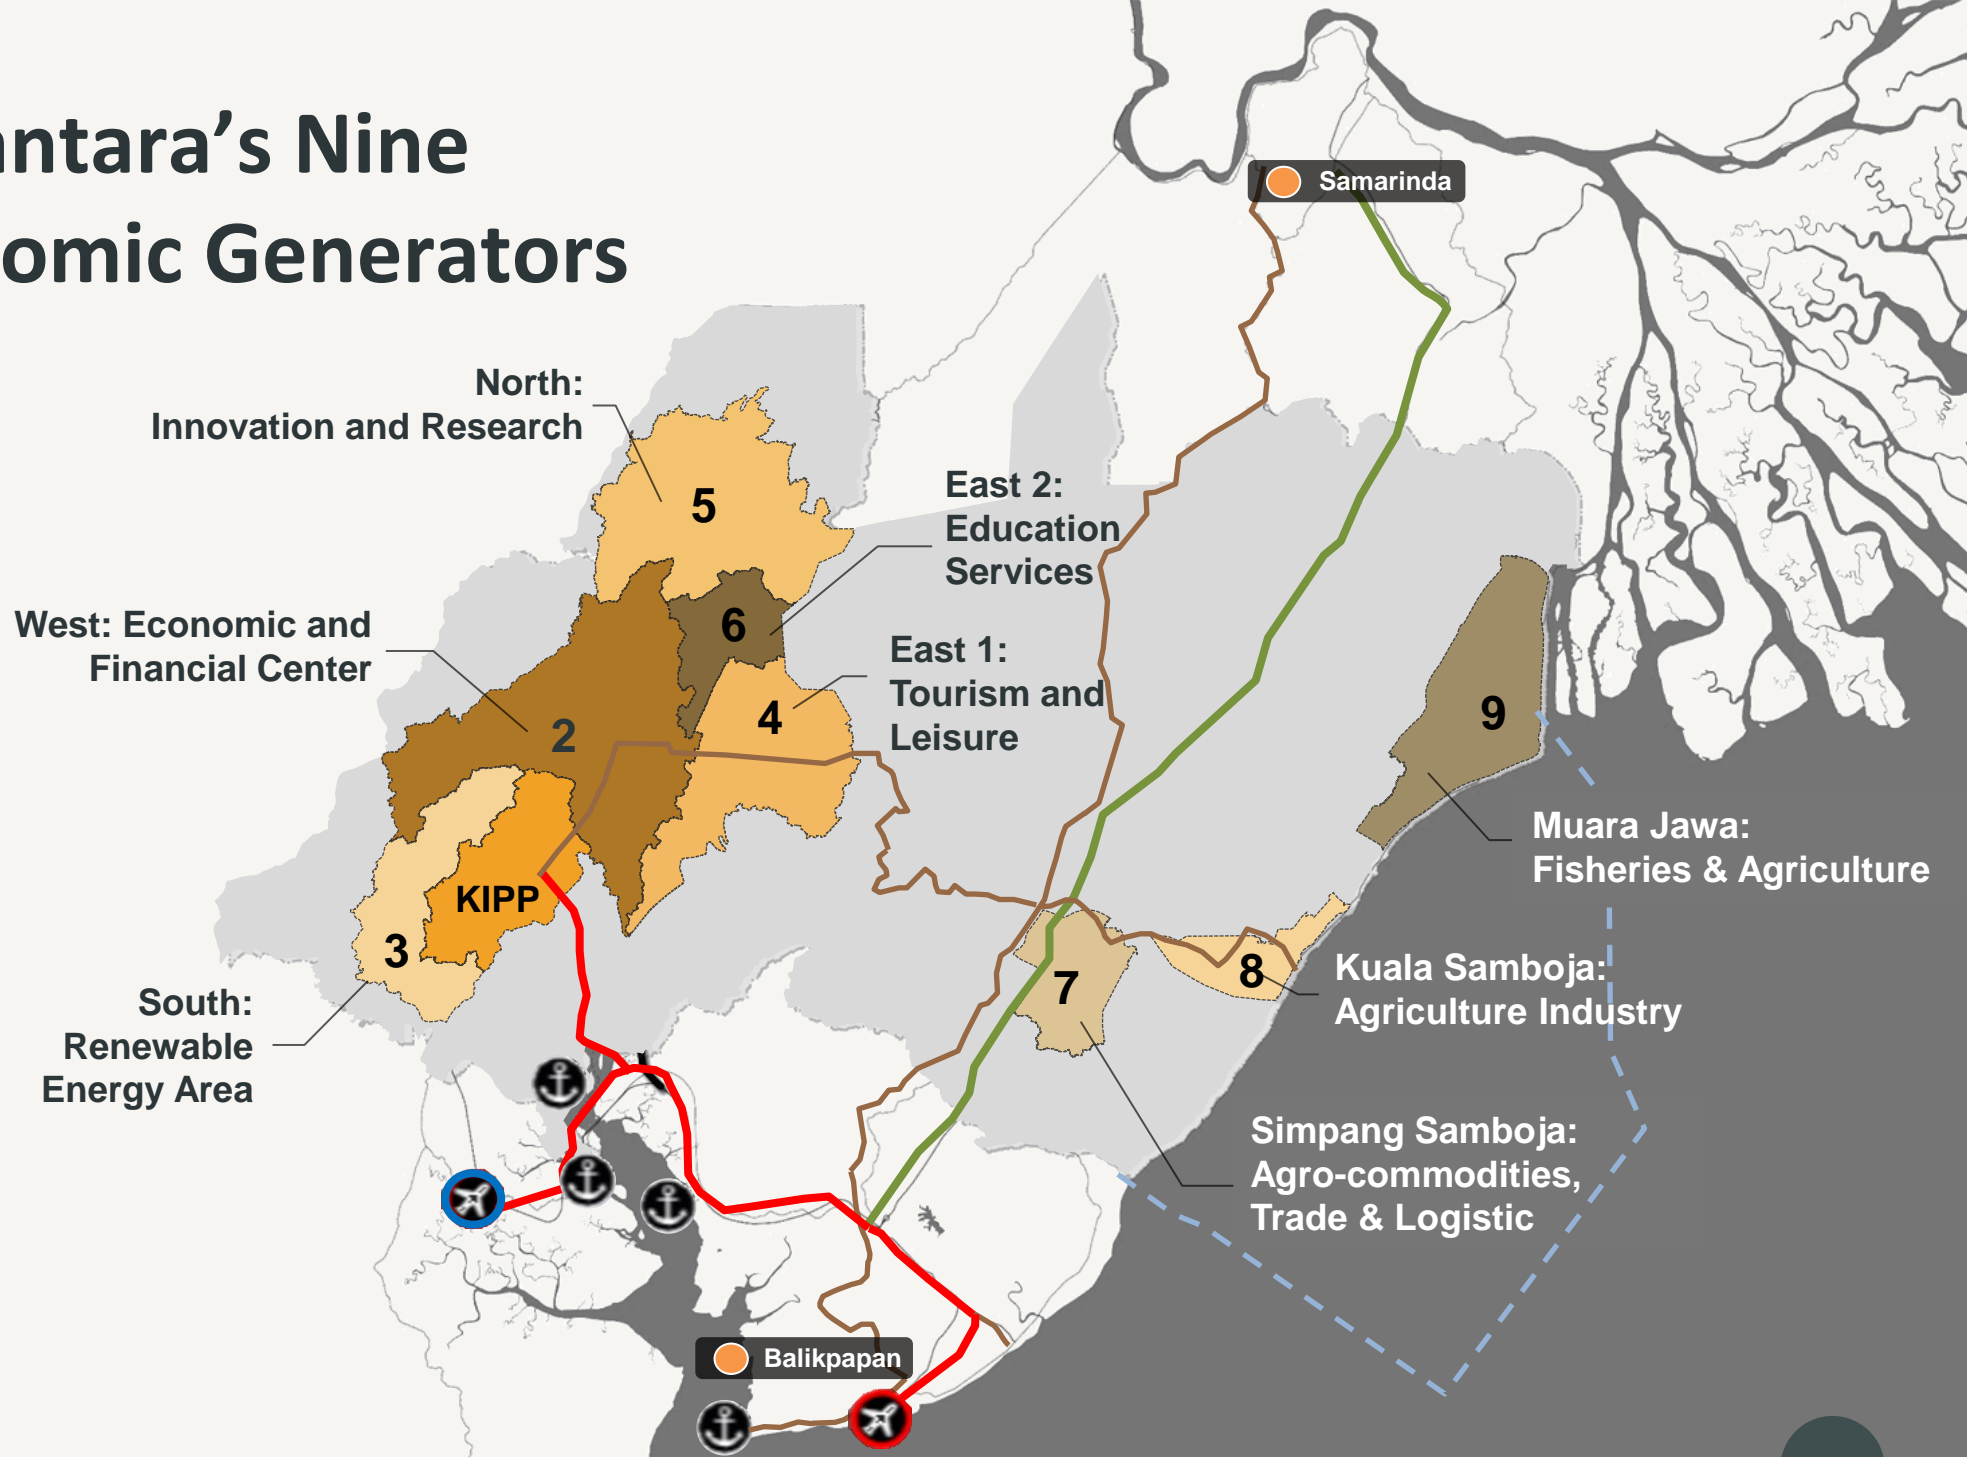 antara's Nine
omic Generators
Samarinda
North:
Innovation and Research
5
East 2:
Education
Services
West: Economic and
Financial Center
6
East 1:
Tourism and
Leisure
2
4
9
Muara Jawa:
Fisheries & Agriculture
KIPP
3
7
8
Kuala Samboja:
Agriculture Industry
South:
Renewable
Energy Area
Simpang Samboja:
Agro-commodities,
Trade & Logistic
Balikpapan